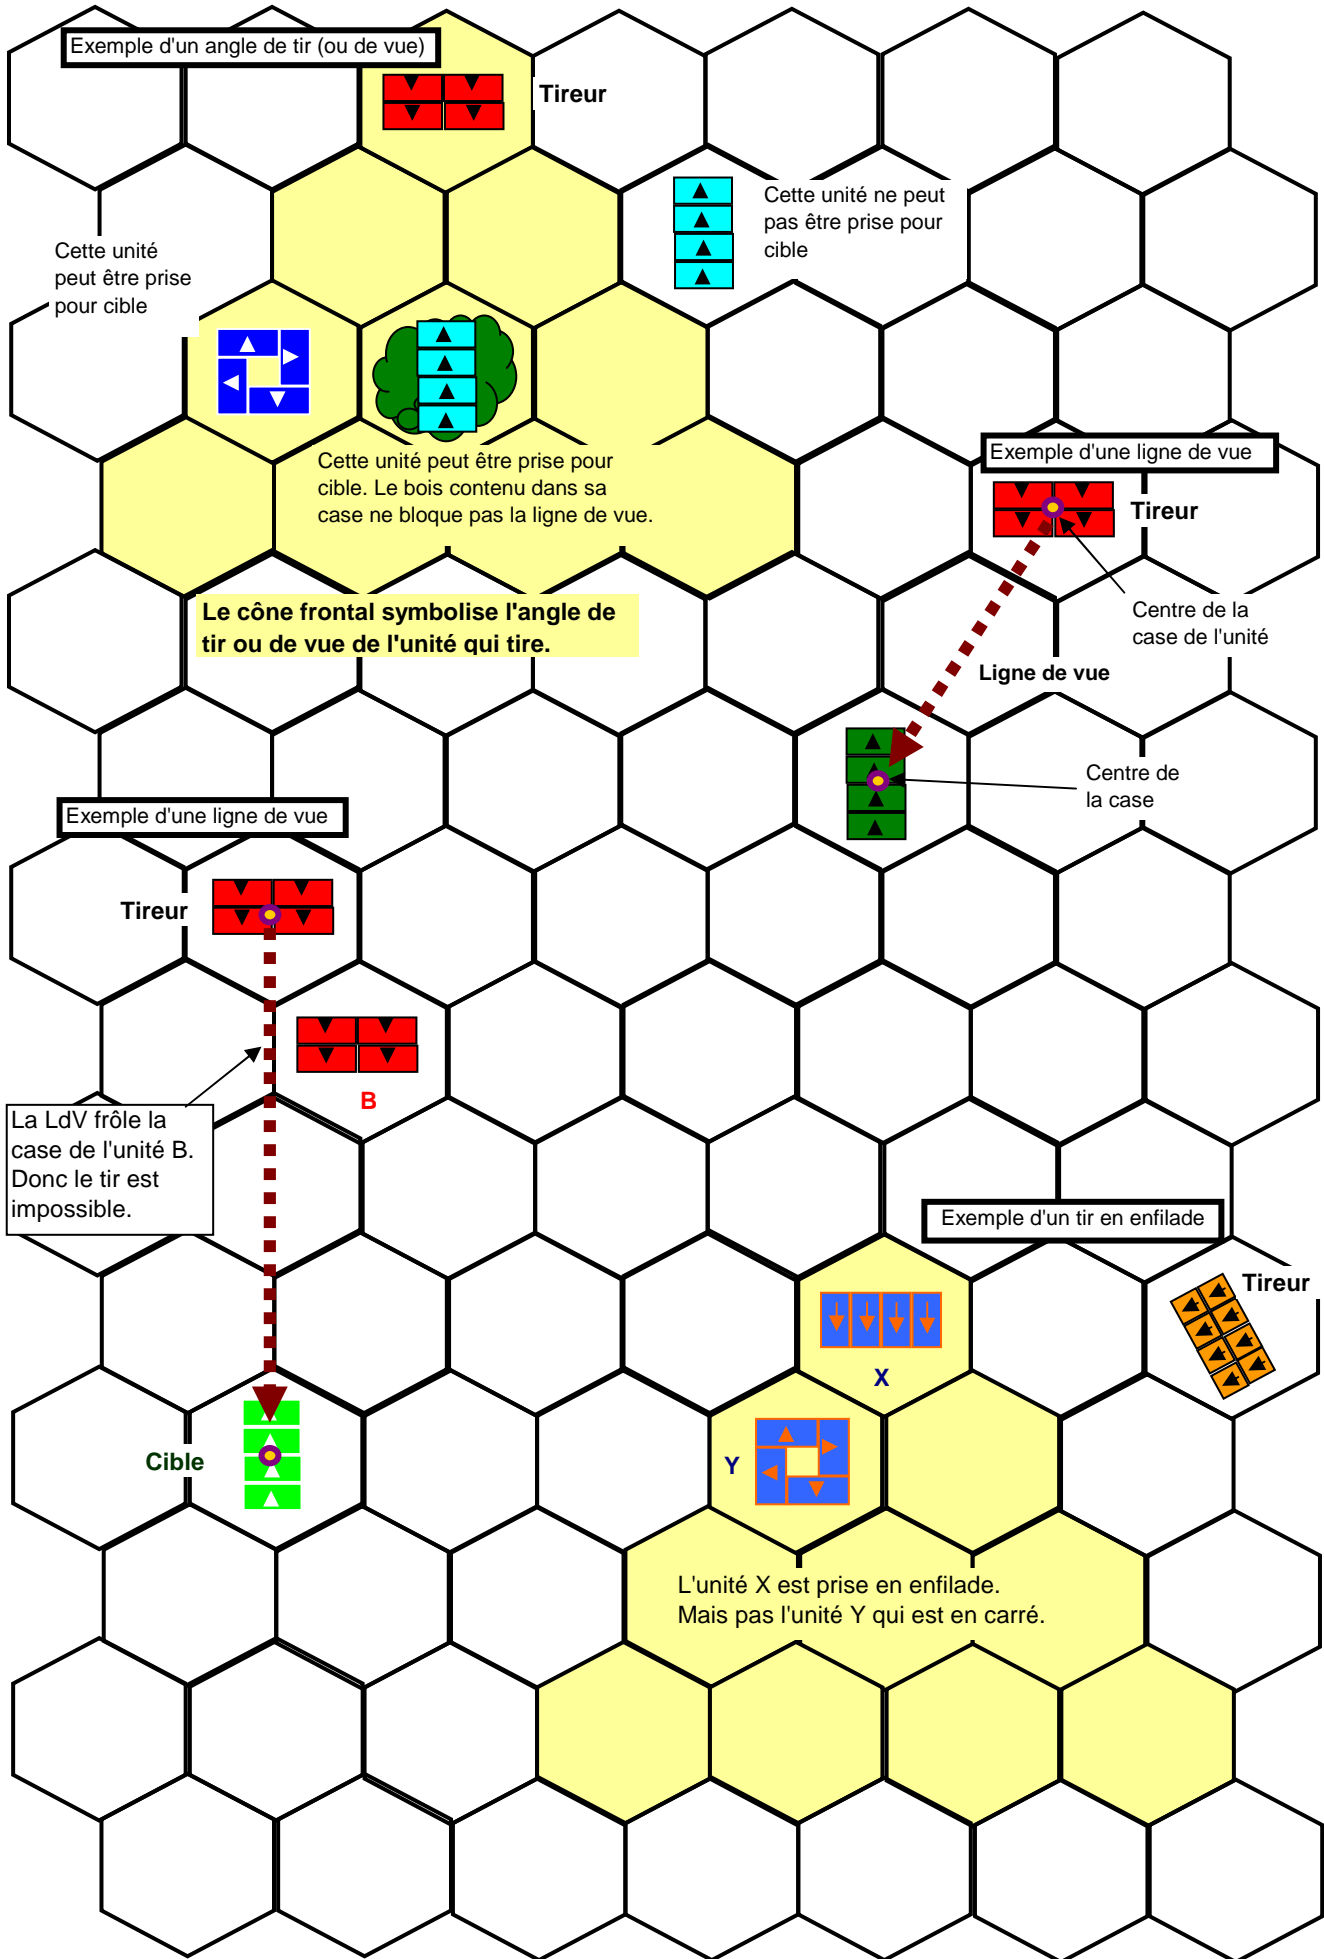 Exemple d'un angle de tir (ou de vue)
Tireur
Cette unité ne peut
pas être prise pour
cible
Cette unité
peut être prise
pour cible
Cette unité peut être prise pour
cible. Le bois contenu dans sa
case ne bloque pas la ligne de vue.
Exemple d'une ligne de vue
Tireur
Centre de la
case de l'unité
Le cône frontal symbolise l'angle de
tir ou de vue de l'unité qui tire.
Ligne de vue
Centre de
la case
Exemple d'une ligne de vue
Tireur
B
La LdV frôle la
case de l'unité B.
Donc le tir est
impossible.
Cible
Exemple d'un tir en enfilade
Tireur
X
Y
L'unité X est prise en enfilade.
Mais pas l'unité Y qui est en carré.